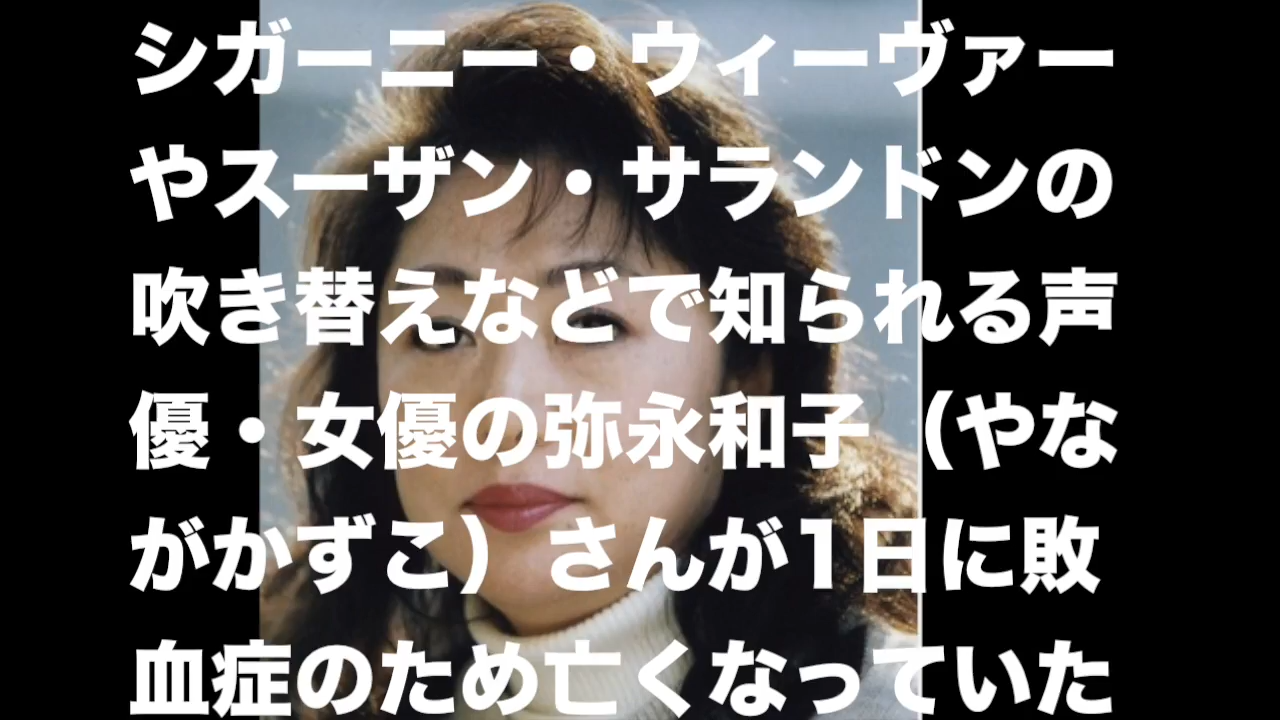 シガーニー・ウィーヴァー
やスーザン・サランドンの
吹き替えなどで知られる声
優・女優の弥永和子（やな
がかずこ）さんが1日に敗
血症のため亡くなっていた